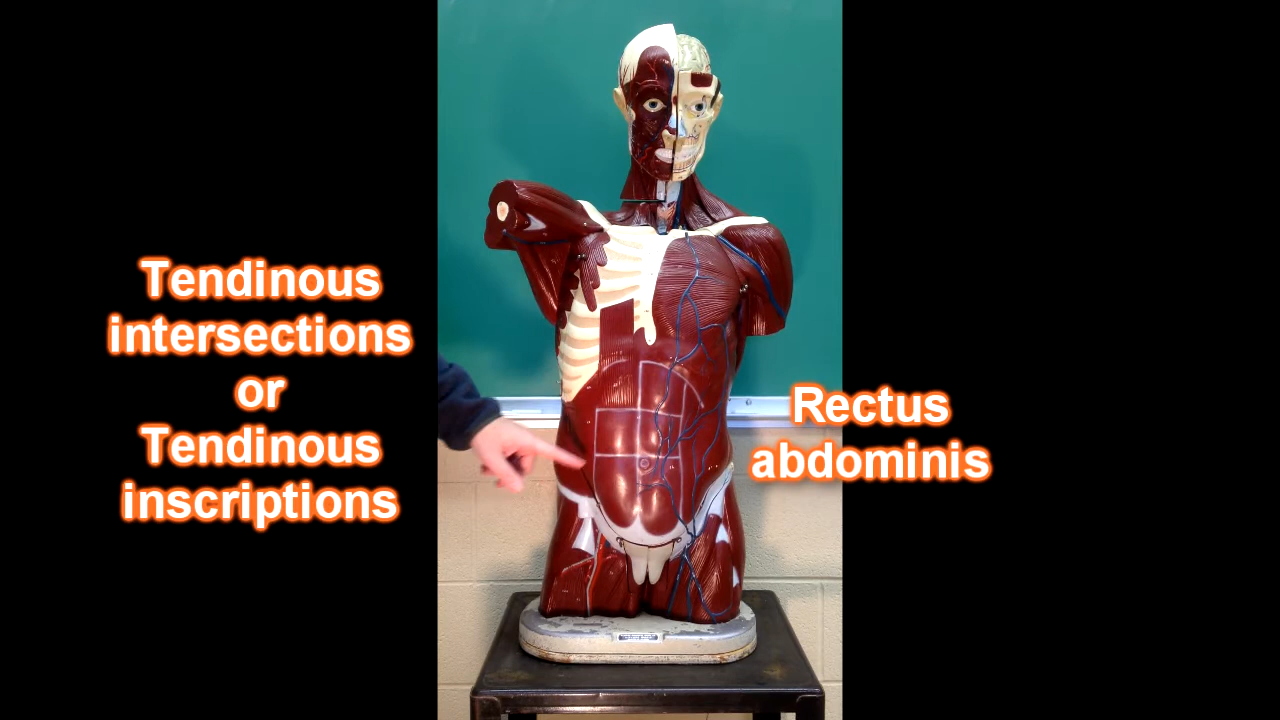 Tendinous
intersections
or
Tendinous
inscriptions
Rectus
abdominis